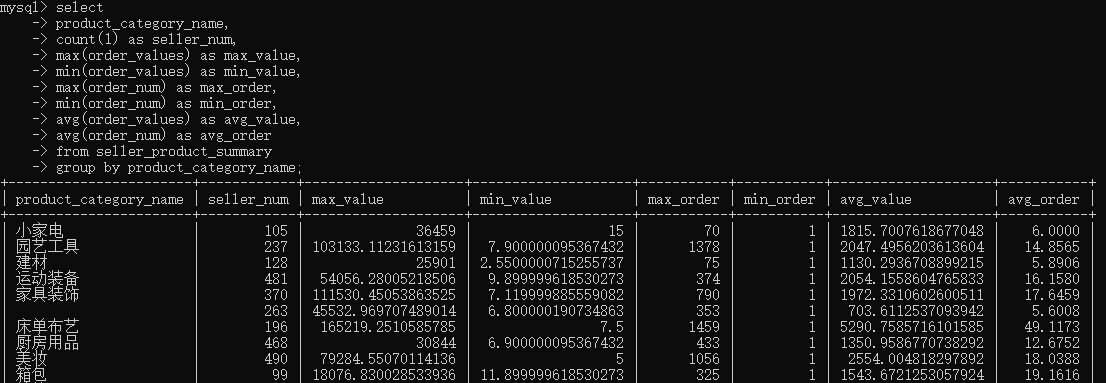 mysql> select
-> product_category_name,
-> count(1) as seller_num,
-> max(order_values) as max_value,
-> min(order_values) as min_value,
-> max(order_num) as max_order,
-> min(order_num) as min_order,
-> avg(order_values) as avg_value,
-> avg(order_num) as avg_order
-> from seller_product_summary
-> group by product_category_name;
| product_category_name | seller_num | max_value | min_value | max_order | min_order | avg_value | avg_order |
| 小家电 | 105 | 36459 | 15 | 70 | 1 | 1815.7007618677048 | 6.0000 |
| 园艺工具 | 237 | 103133.11231613159 | 7.900000095367432 | 1378 | 1 | 2047.4956203613604 | 14.8565 |
| 建材 | 128 | 25901 | 2.5500000715255737 | 75 | 1 | 1130.2936708899215 | 5.8906 |
| 运动装备 | 481 | 54056.28005218506 | 9.899999618530273 | 374 | 1 | 2054.1558604765833 | 16.1580 |
| 家具装饰 | 370 | 111530.45053863525 | 7.119999885559082 | 790 | 1 | 1972.3310602600511 | 17.6459 |
| | 263 | 45532.969707489014 | 6.800000190734863 | 353 | 1 | 703.6112537093942 | 5.6008 |
| 床单布艺 | 196 | 165219.2510585785 | 7.5 | 1459 | 1 | 5290.7585716101585 | 49.1173 |
| 厨房用品 | 468 | 30844 | 6.900000095367432 | 433 | 1 | 1350.9586770738292 | 12.6752 |
| 美妆 | 490 | 79284.55070114136 | 5 | 1056 | 1 | 2554.004818297892 | 18.0388 |
| 箱包 | 99 | 18076.830028533936 | 11.899999618530273 | 325 | 1 | 1543.6721253057924 | 19.1616 |